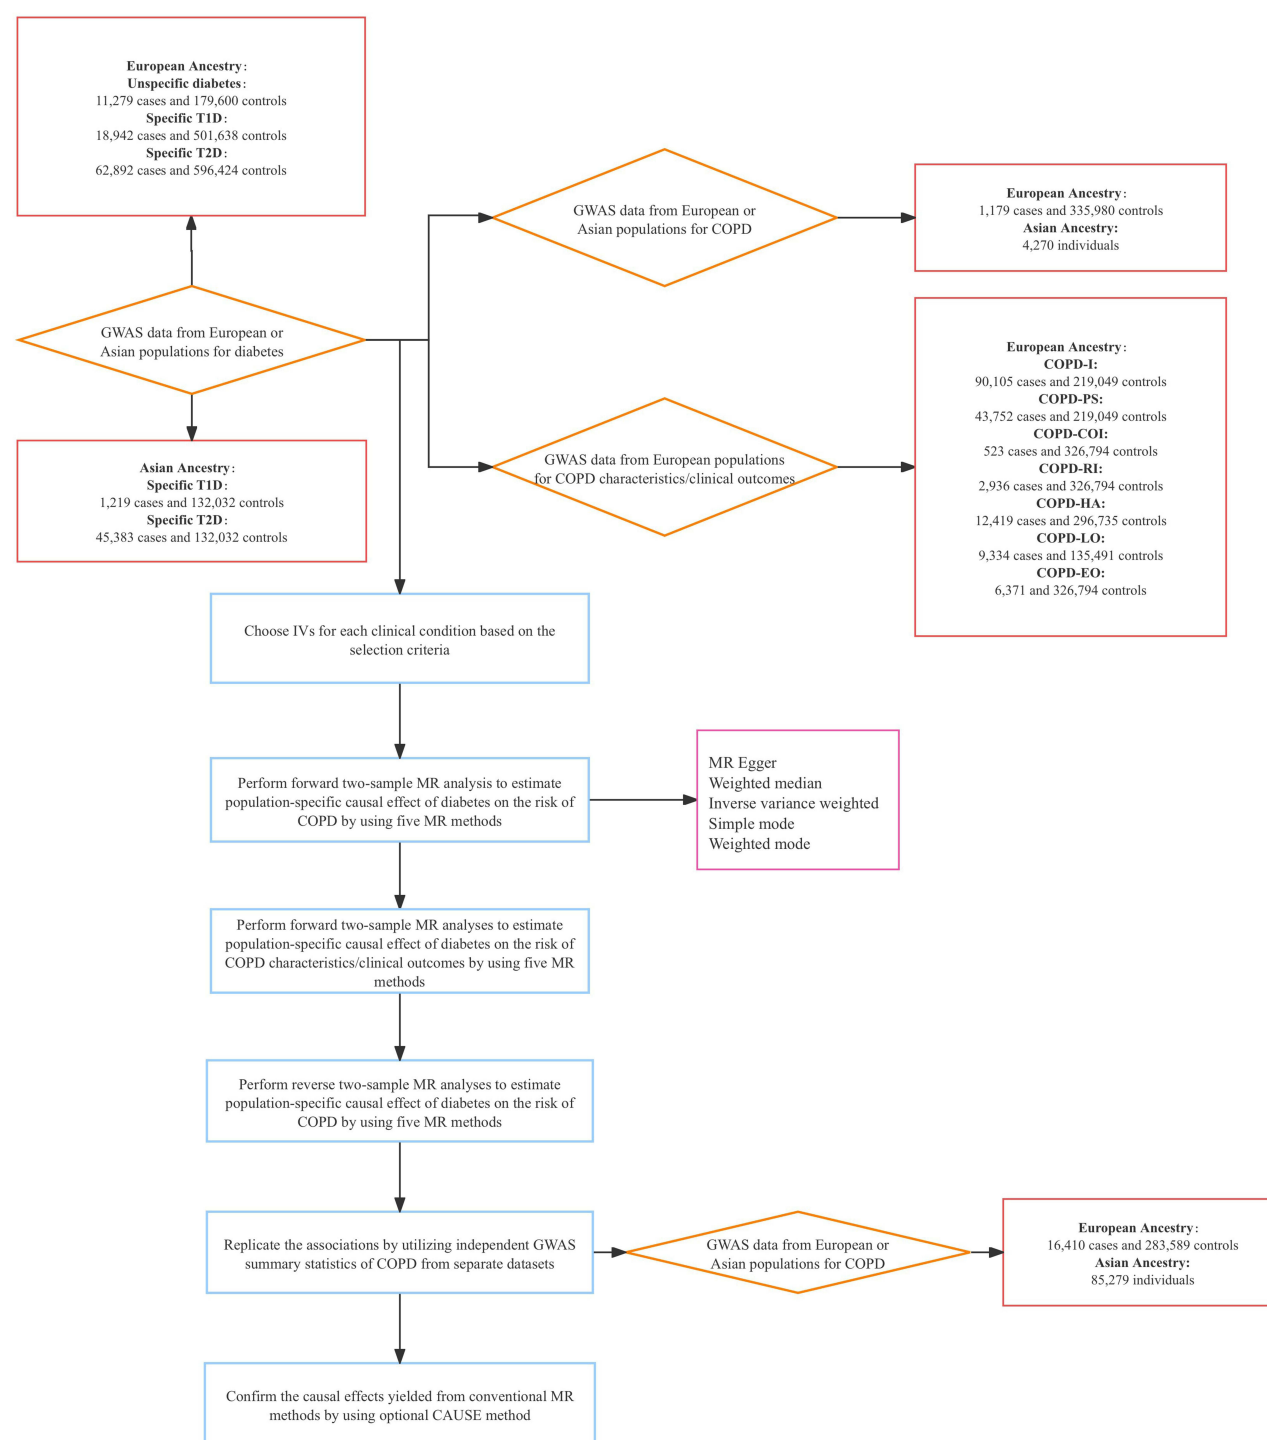 European Ancestry:
Unspecific diabetes:
11,279 cases and 179,600 controls
Specific T1D:
18,942 cases and 501,638 controls
Specific T2D:
62,892 cases and 596,424 controls
GWAS data from European or
Asian populations for COPD
European Ancestry:
1,179 cases and 335,980 controls
Asian Ancestry:
4,270 individuals
GWAS data from European or
Asian populations for diabetes
European Ancestry:
COPD-I:
90,105 cases and 219,049 controls
COPD-PS:
43,752 cases and 219,049 controls
COPD-COI:
523 cases and 326,794 controls
COPD-RI:
2,936 cases and 326,794 controls
COPD-HA:
12,419 cases and 296,735 controls
COPD-LO:
9,334 cases and 135,491 controls
COPD-EO:
6,371 and 326,794 controls
GWAS data from European populations
for COPD characteristics/clinical outcomes
Asian Ancestry:
Specific T1D:
1,219 cases and 132,032 controls
Specific T2D:
45,383 cases and 132,032 controls
Choose IVs for each clinical condition based on the
selection criteria
Perform forward two-sample MR analysis to estimate
population-specific causal effect of diabetes on the risk of
COPD by using five MR methods
MR Egger
Weighted median
Inverse variance weighted
Simple mode
Weighted mode
Perform forward two-sample MR analyses to estimate
population-specific causal effect of diabetes on the risk of
COPD characteristics/clinical outcomes by using five MR
methods
Perform reverse two-sample MR analyses to estimate
population-specific causal effect of diabetes on the risk of
COPD by using five MR methods
Replicate the associations by utilizing independent GWAS
summary statistics of COPD from separate datasets
GWAS data from European or
Asian populations for COPD
European Ancestry:
16,410 cases and 283,589 controls
Asian Ancestry:
85,279 individuals
Confirm the causal effects yielded from conventional MR
methods by using optional CAUSE method